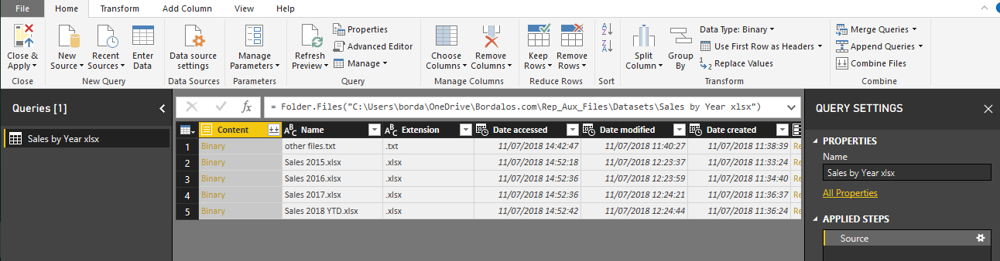 File Home Transform Add Column View Help
Close & Apply New Source Recent Sources Enter Data Data source settings Manage Parameters Refresh Preview Properties Advanced Editor Manage Choose Columns Remove Columns Keep Rows Remove Rows A Z Z A Split Column Group By Data Type: Binary Use First Row as Headers 1 2 Replace Values Merge Queries Append Queries Combine Files
Close New Query Data Sources Parameters Query Manage Columns Reduce Rows Sort Transform Combine
Queries [1] fx = Folder.Files("C:\Users\borda\OneDrive\Bordalos.com\Rep_Aux_Files\Datasets\Sales by Year xlsx") QUERY SETTINGS
Sales by Year xlsx
Content ABC Name ABC Extension Date accessed Date modified Date created
1 Binary other files.txt .txt 11/07/2018 14:42:47 11/07/2018 11:40:27 11/07/2018 11:38:39 Re
2 Binary Sales 2015.xlsx .xlsx 11/07/2018 14:52:18 11/07/2018 12:23:37 11/07/2018 11:33:24 Re
3 Binary Sales 2016.xlsx .xlsx 11/07/2018 14:52:36 11/07/2018 12:23:59 11/07/2018 11:34:40 Re
4 Binary Sales 2017.xlsx .xlsx 11/07/2018 14:52:36 11/07/2018 12:24:21 11/07/2018 11:36:37 Re
5 Binary Sales 2018 YTD.xlsx .xlsx 11/07/2018 14:52:42 11/07/2018 12:24:44 11/07/2018 11:36:24 Re
PROPERTIES
Name
Sales by Year xlsx
All Properties
APPLIED STEPS
Source